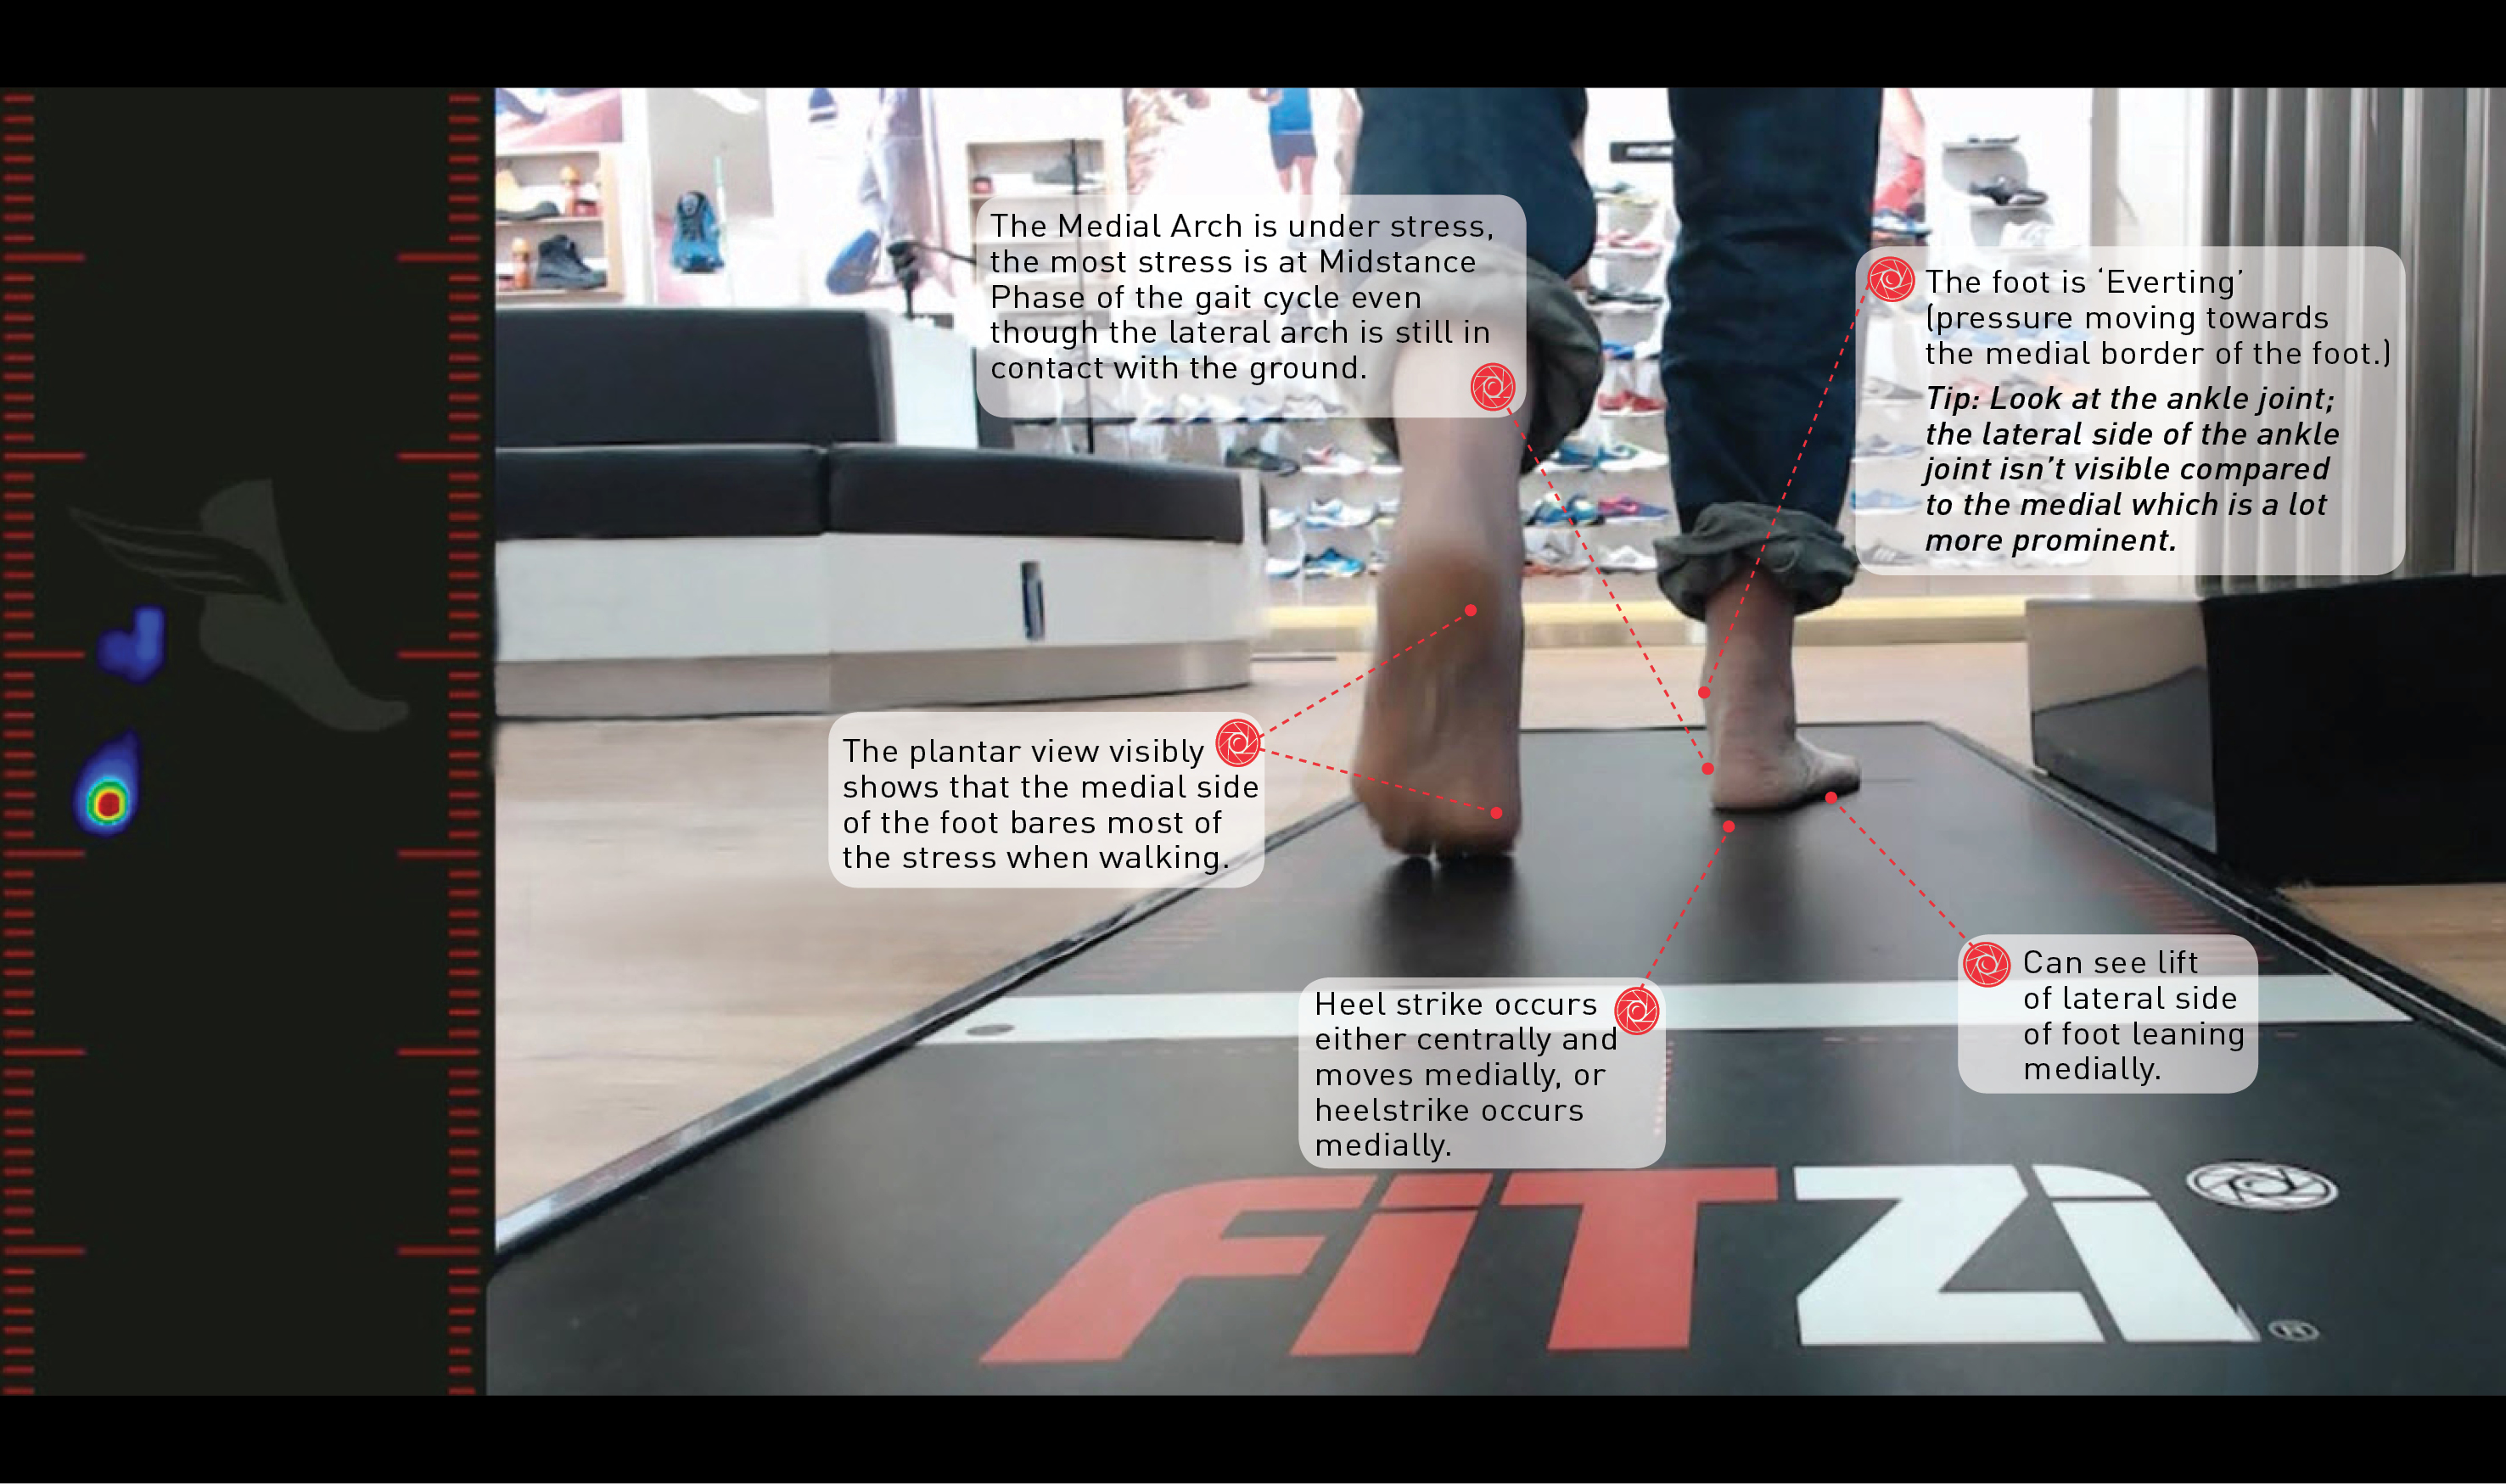 The Medial Arch is under stress,
the most stress is at Midstance
Phase of the gait cycle even
though the lateral arch is still in
contact with the ground.
The foot is ‘Everting’
(pressure moving towards
the medial border of the foot.)
Tip: Look at the ankle joint;
the lateral side of the ankle
joint isn’t visible compared
to the medial which is a lot
more prominent.
The plantar view visibly
shows that the medial side
of the foot bares most of
the stress when walking.
Can see lift
of lateral side
of foot leaning
medially.
Heel strike occurs
either centrally and
moves medially, or
heelstrike occurs
medially.
FiTZi ®